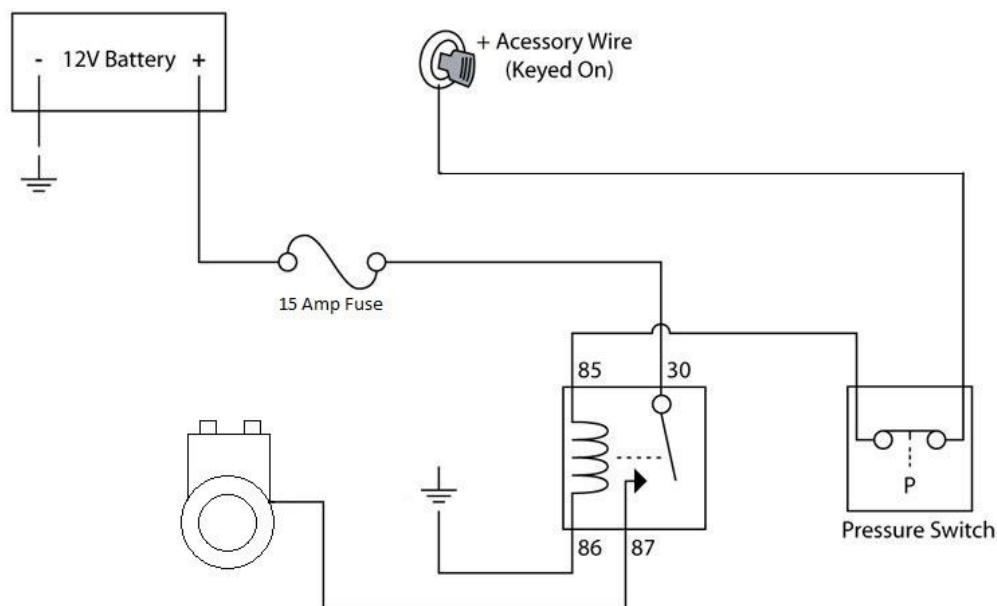 - 12V Battery +
+ Acessory Wire
(Keyed On)
15 Amp Fuse
85 30
P
86 87
Pressure Switch